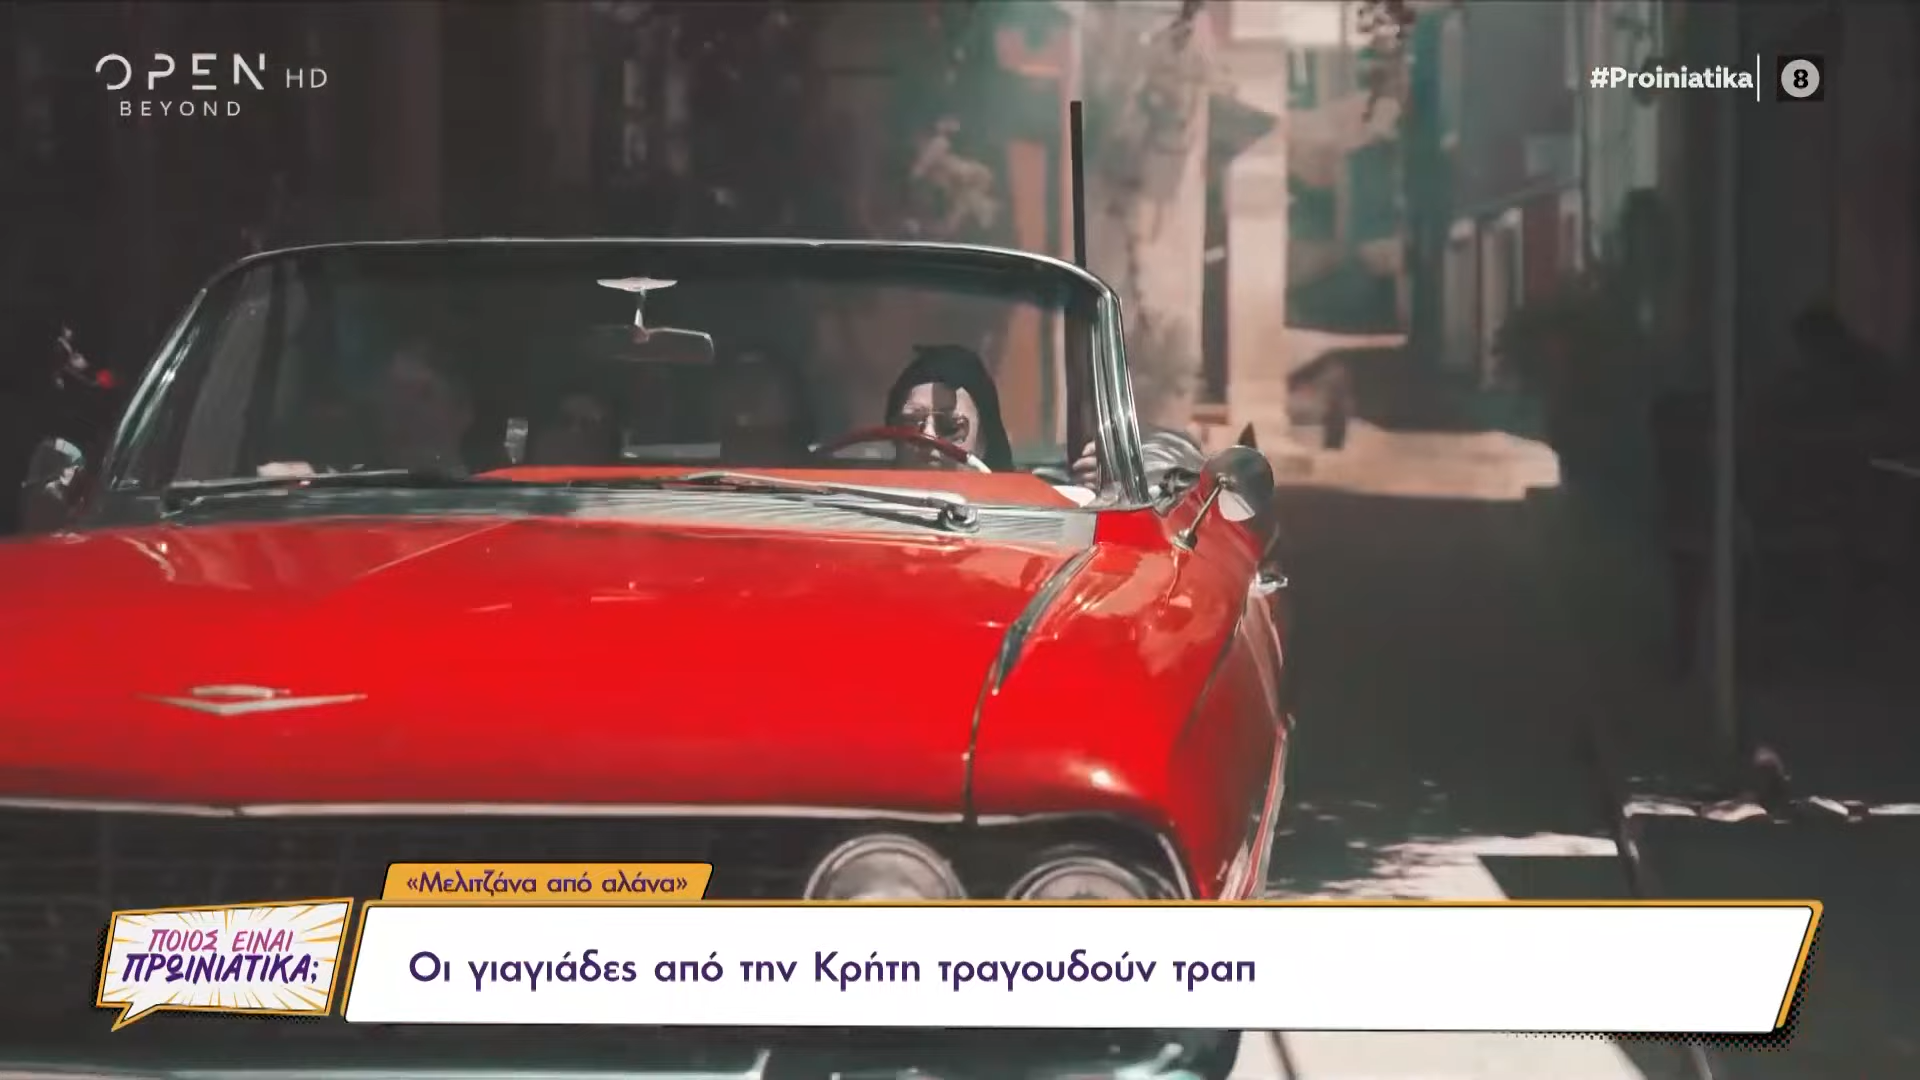 OPEN HD
BEYOND
#Proiniatika
8
«Μελιτζάνα από αλάνα»
ΠΟΙΟΣ ΕΙΝΑΙ
ΠΡΩΙΝΙΑΤΙΚΑ;
Οι γιαγιάδες από την Κρήτη τραγουδούν τραπ